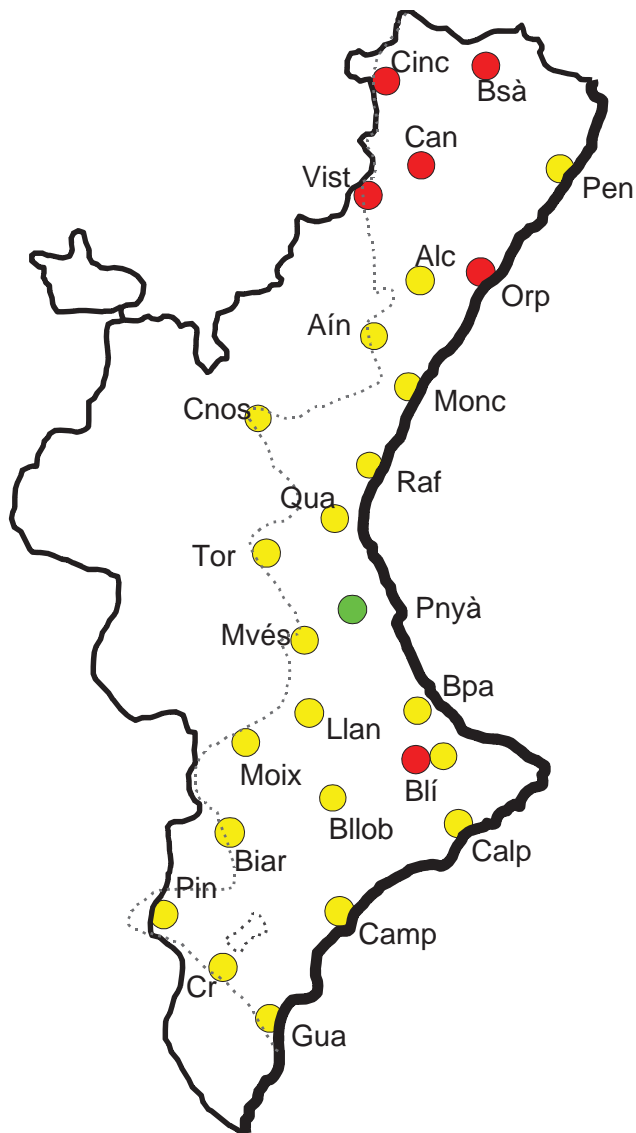 Cinc
Bsà
Can
Vist
Pen
Alc
Orp
Aín
Monc
Cnos
Raf
Qua
Tor
Pnyà
Mvés
Bpa
Llan
Moix
Blí
Bllob
Calp
Biar
Pin
Camp
Cr
Gua